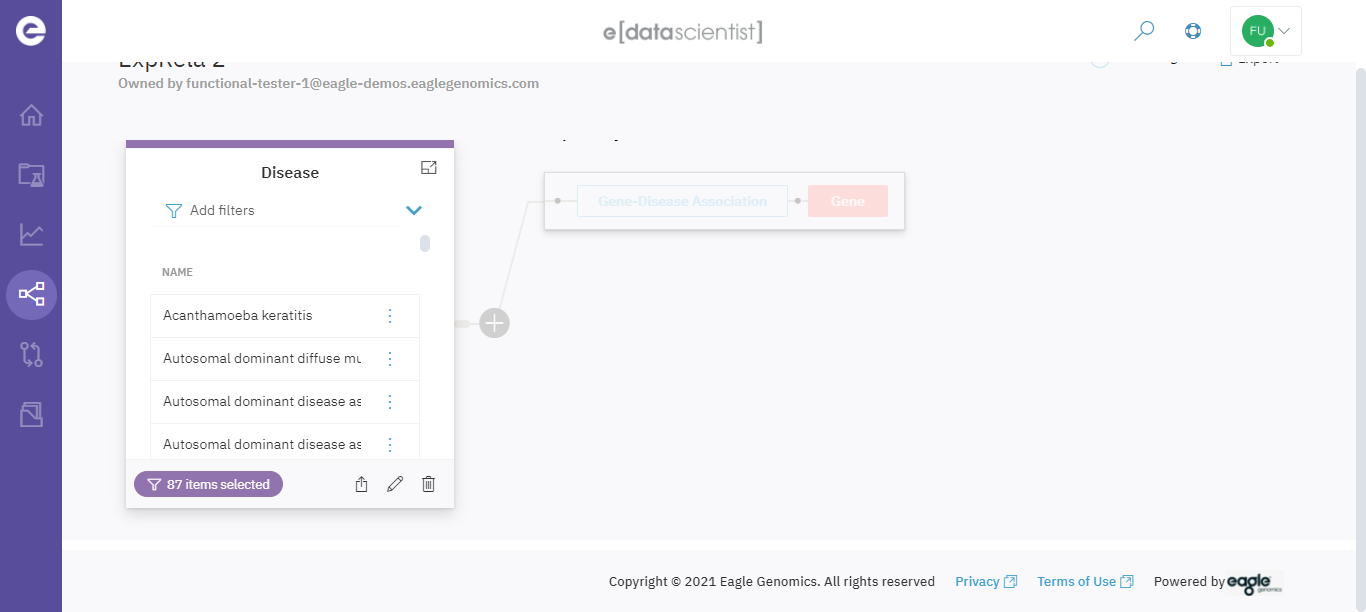 e[datascientist]
FU
ExpReta 2
Owned by functional-tester-1@eagle-demos.eaglegenomics.com
Export
Disease
Add filters
NAME
Acanthamoeba keratitis
Autosomal dominant diffuse mu
Autosomal dominant disease as
Autosomal dominant disease as
87 items selected
Gene-Disease Association
Gene
Copyright © 2021 Eagle Genomics. All rights reserved
Privacy
Terms of Use
Powered by eagle genomics